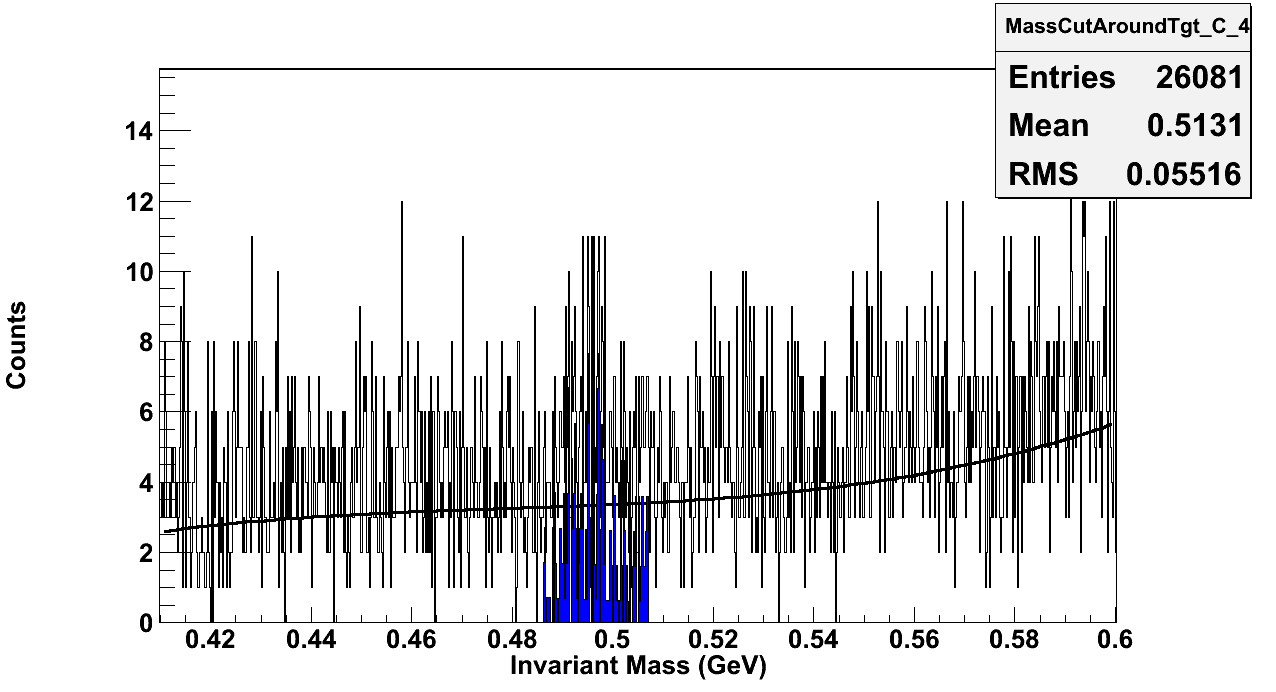 MassCutAroundTgt_C_4
Entries 26081
Mean 0.5131
RMS 0.05516
Counts
14
12
10
8
6
4
2
0
0.42 0.44 0.46 0.48 0.5 0.52 0.54 0.56 0.58 0.6
Invariant Mass (GeV)